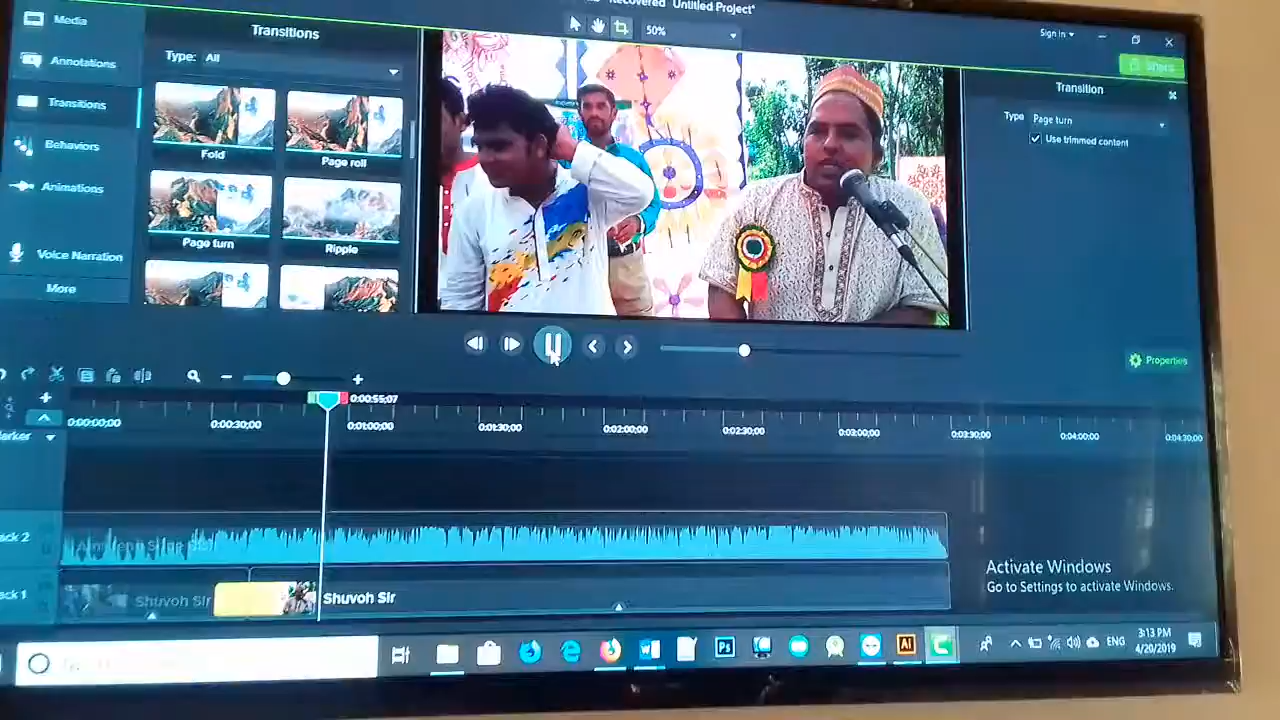 Recovered Untitled Project*
Media
Annotations
Transitions
Behaviors
Animations
Voice Narration
More
Transitions
Type: All
Fold
Page roll
Page turn
Ripple
50%
Sign in
Share
Transition
Type Page turn
Use trimmed content
Properties
0:00:55;07
0:00:00;00
0:00:30;00
0:01:00;00
0:01:30;00
0:02:00;00
0:02:30;00
0:03:00;00
0:03:30;00
0:04:00;00
0:04:30;00
arker
ack 2
ack 1
Shuvoh Sir
Shuvoh Sir
Activate Windows
Go to Settings to activate Windows.
Ps
Ai
ENG
3:13 PM
4/20/2019